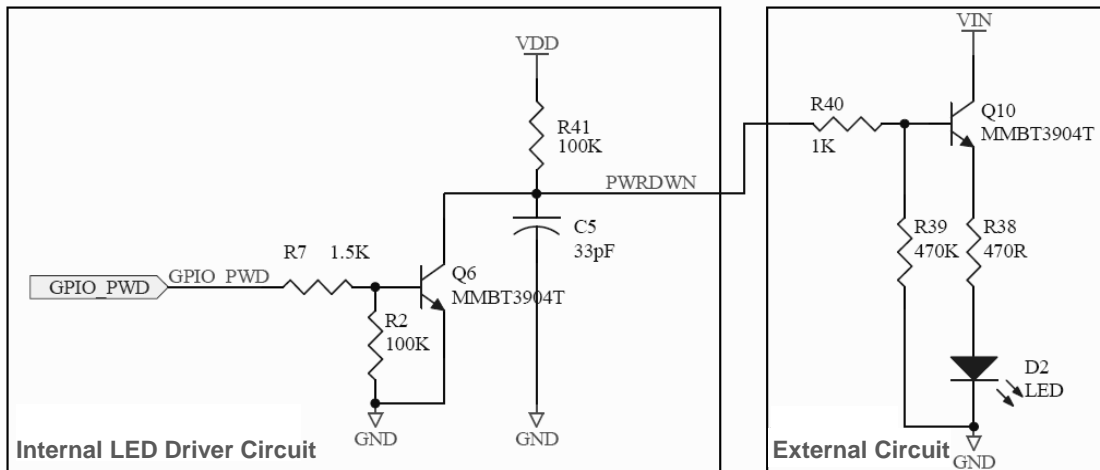 VDD
R41
100K
PWRDWN
C5
33pF
R7 1.5K
GPIO_PWD
GPIO_PWD
Q6
MMBT3904T
R2
100K
GND
GND
Internal LED Driver Circuit
VIN
R40
1K
Q10
MMBT3904T
R39
470K
R38
470R
D2
LED
GND
External Circuit